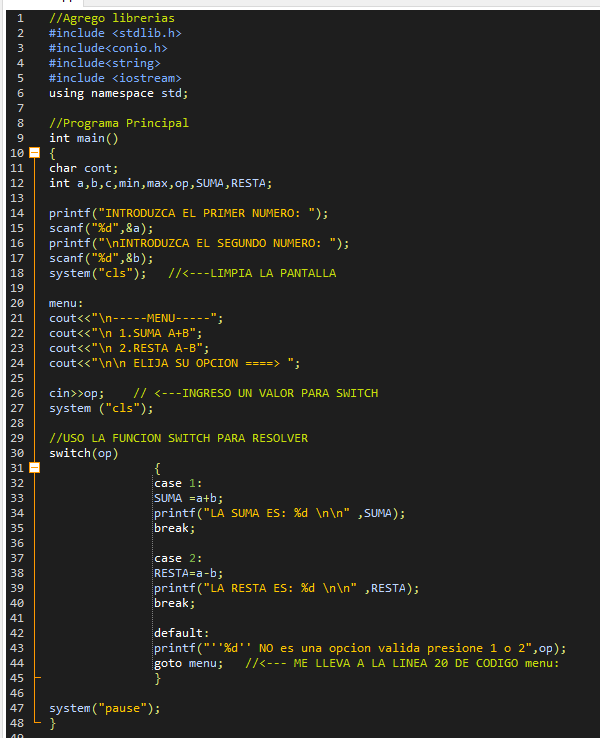 1 //Agrego librerias
2 #include <stdlib.h>
3 #include<conio.h>
4 #include<string>
5 #include <iostream>
6 using namespace std;
7
8 //Programa Principal
9 int main()
10 {
11 char cont;
12 int a,b,c,min,max,op,SUMA,RESTA;
13
14 printf("INTRODUZCA EL PRIMER NUMERO: ");
15 scanf("%d",&a);
16 printf("\nINTRODUZCA EL SEGUNDO NUMERO: ");
17 scanf("%d",&b);
18 system("cls");   //<---LIMPIA LA PANTALLA
19
20 menu:
21 cout<<"\n-----MENU-----";
22 cout<<"\n 1.SUMA A+B";
23 cout<<"\n 2.RESTA A-B";
24 cout<<"\n\n ELIJA SU OPCION ====> ";
25
26 cin>>op;    // <---INGRESO UN VALOR PARA SWITCH
27 system ("cls");
28
29 //USO LA FUNCION SWITCH PARA RESOLVER
30 switch(op)
31 {
32 case 1:
33 SUMA =a+b;
34 printf("LA SUMA ES: %d \n\n" ,SUMA);
35 break;
36
37 case 2:
38 RESTA=a-b;
39 printf("LA RESTA ES: %d \n\n" ,RESTA);
40 break;
41
42 default:
43 printf("''%d'' NO es una opcion valida presione 1 o 2",op);
44 goto menu;   //<--- ME LLEVA A LA LINEA 20 DE CODIGO menu:
45 }
46
47 system("pause");
48 }
49